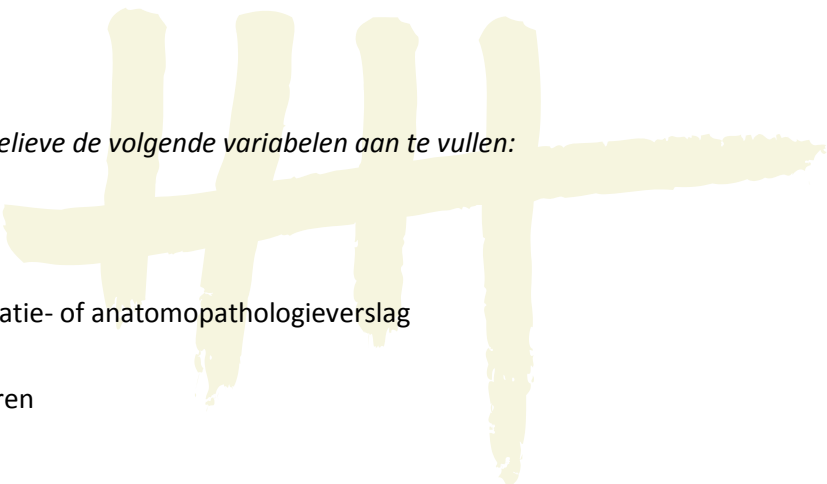 elieve de volgende variabelen aan te vullen:
atie- of anatomopathologieverslag
ren